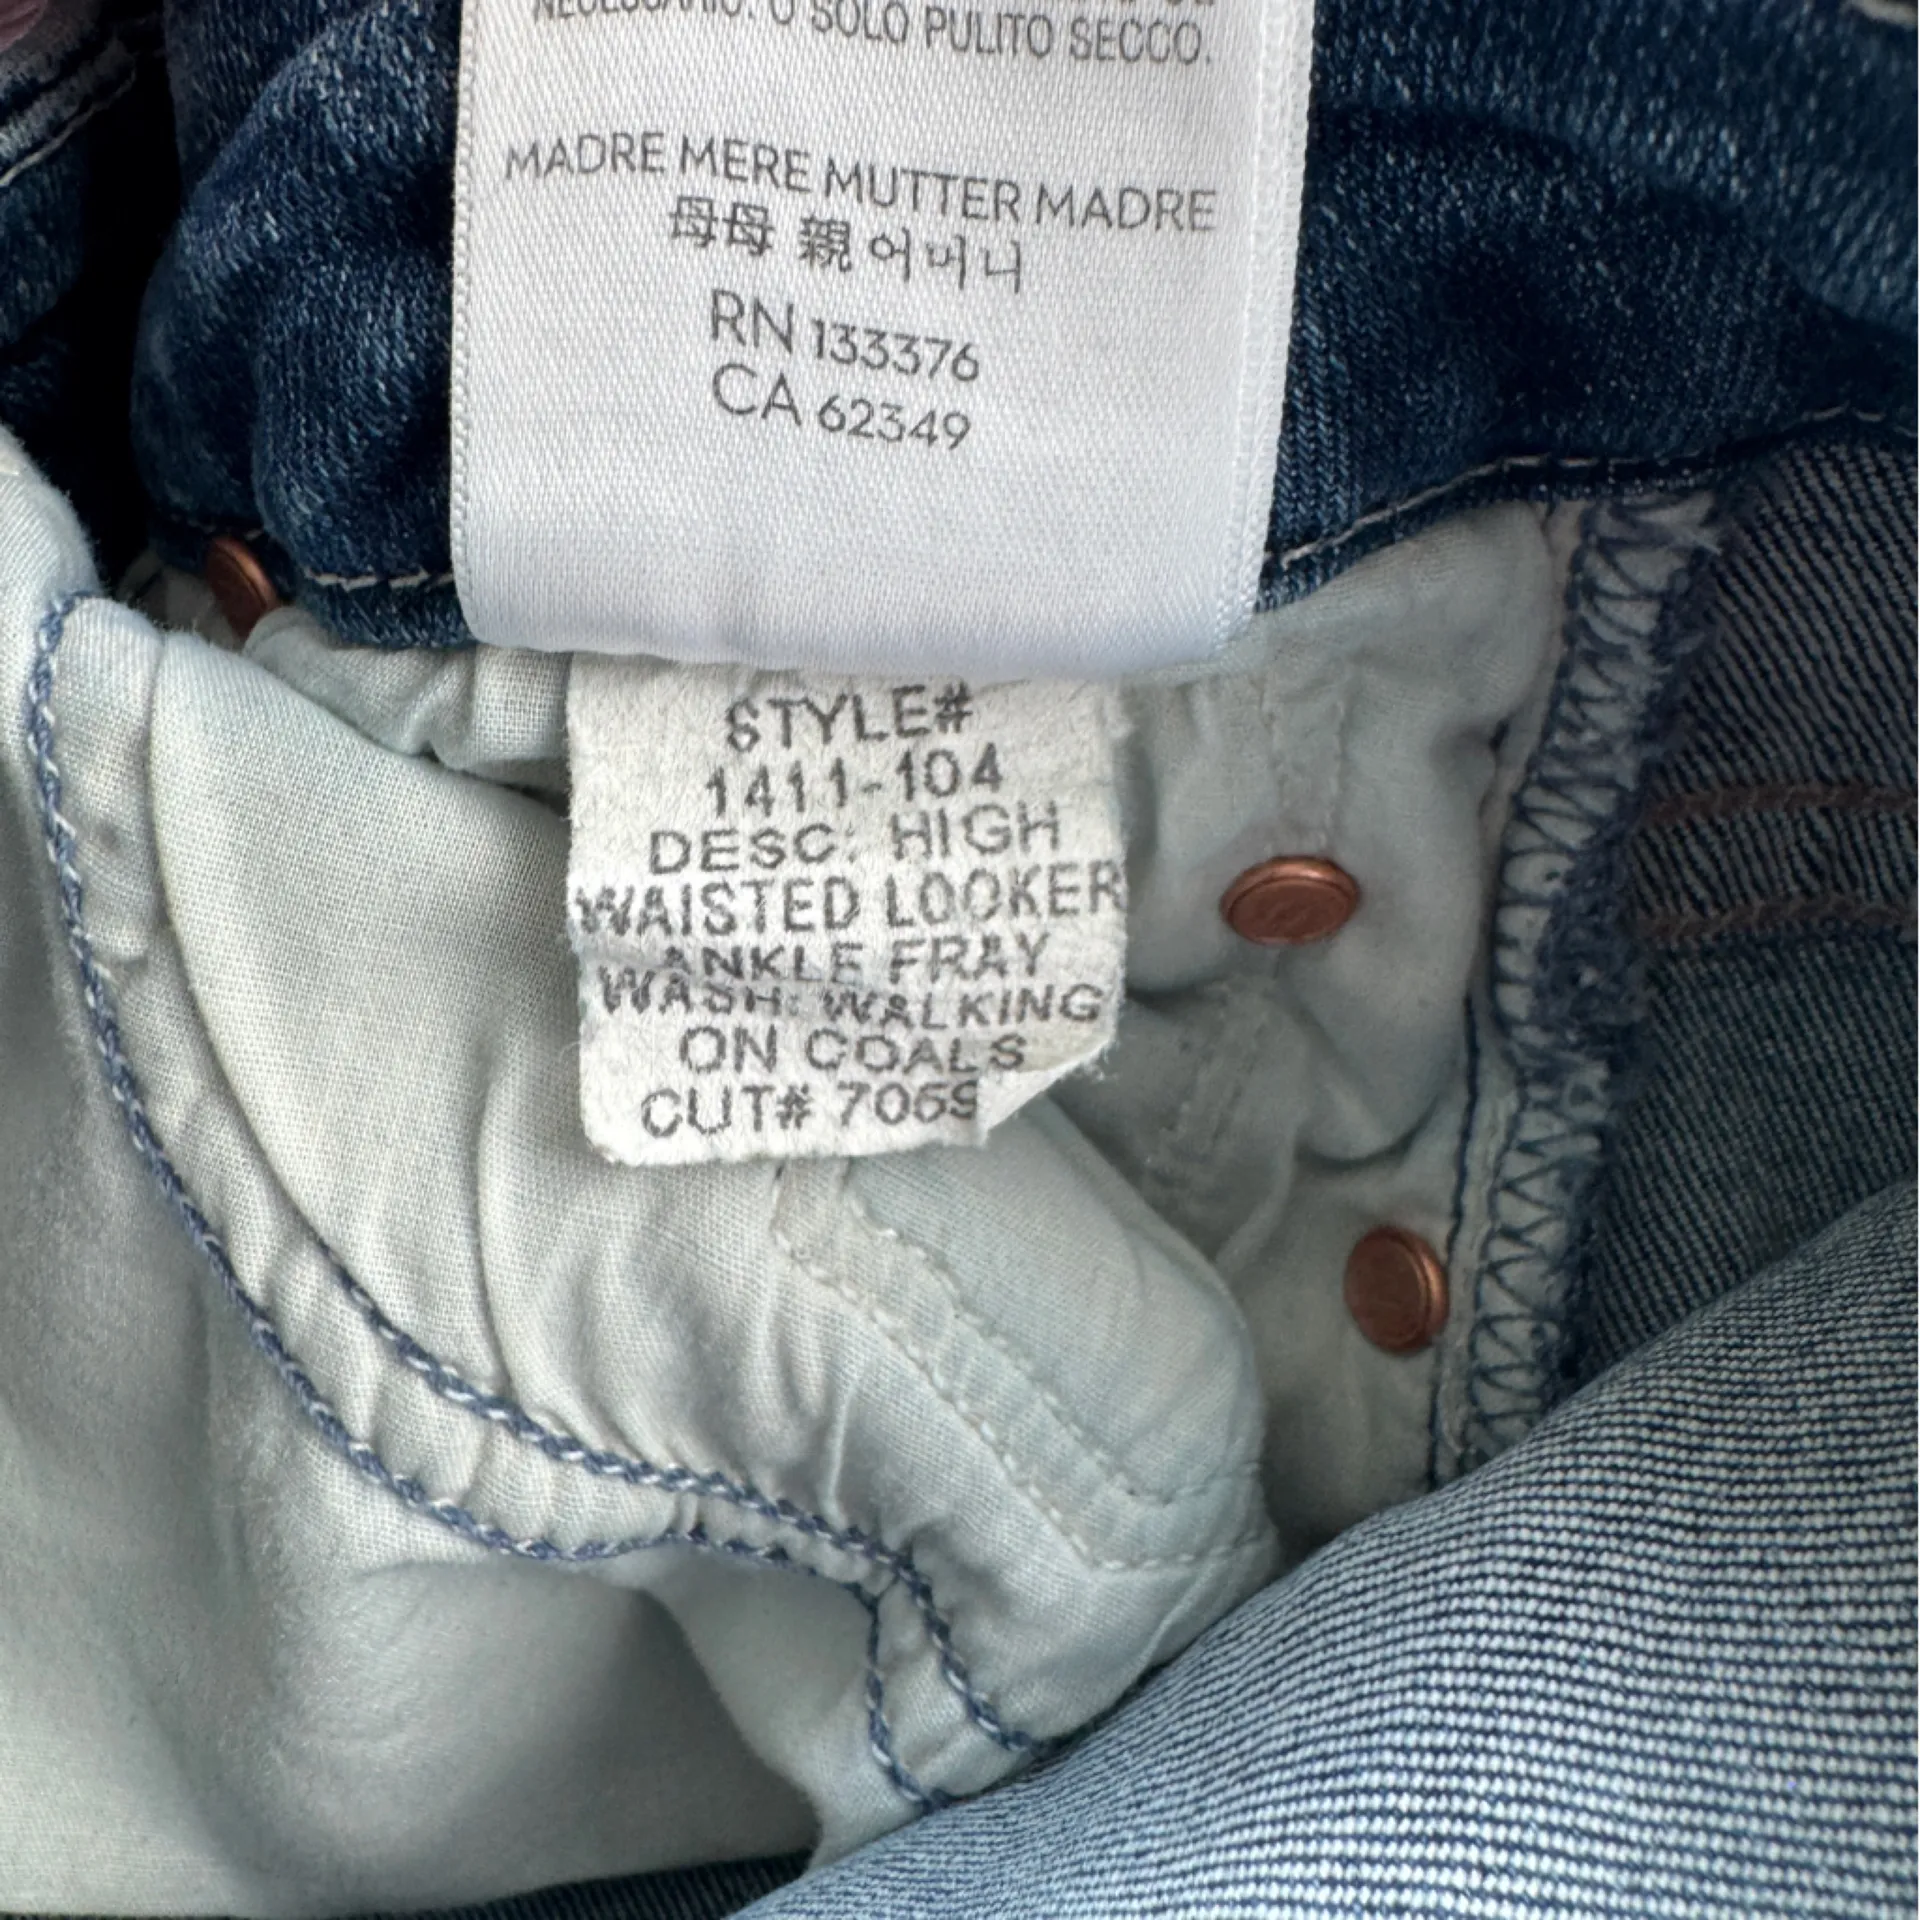 NECESSARIO. O SOLO PULITO SECCO.
MADRE MERE MUTTER MADRE
母母 親 어머니
RN 133376
CA 62349
STYLE#
1411-104
DESC: HIGH
WAISTED LOOKER
ANKLE FRAY
WASH: WALKING
ON COALS
CUT# 7069